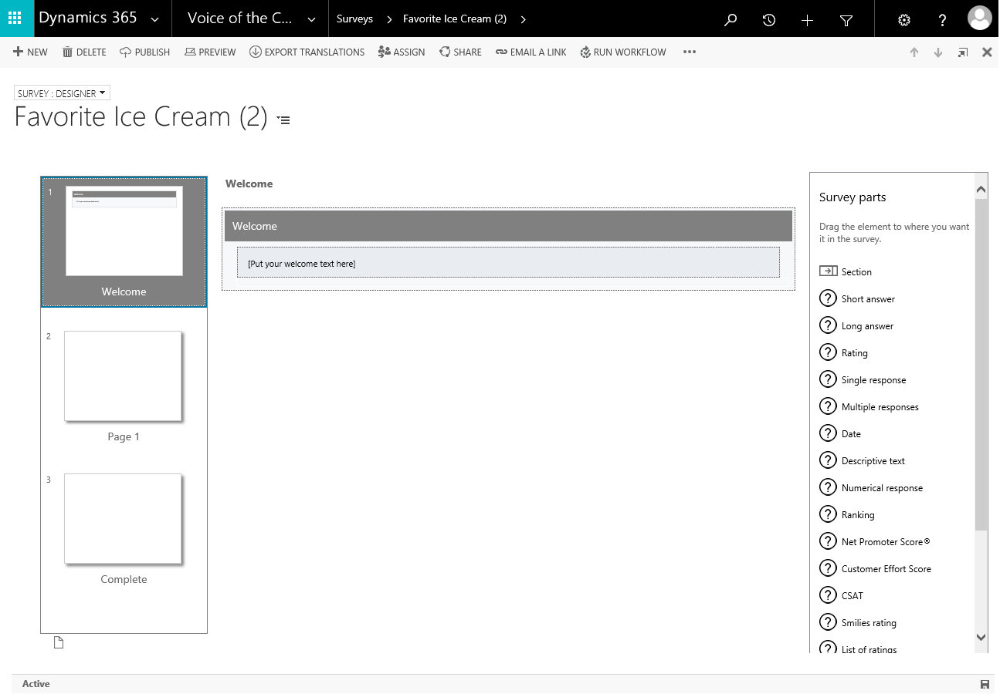 Dynamics 365 Voice of the C... Surveys Favorite Ice Cream (2)
NEW DELETE PUBLISH PREVIEW EXPORT TRANSLATIONS ASSIGN SHARE EMAIL A LINK RUN WORKFLOW •••
SURVEY : DESIGNER
Favorite Ice Cream (2)
1
Welcome
2
Page 1
3
Complete
Welcome
Welcome
[Put your welcome text here]
Survey parts
Drag the element to where you want
it in the survey.
Section
Short answer
Long answer
Rating
Single response
Multiple responses
Date
Descriptive text
Numerical response
Ranking
Net Promoter Score®
Customer Effort Score
CSAT
Smilies rating
List of ratings
Active